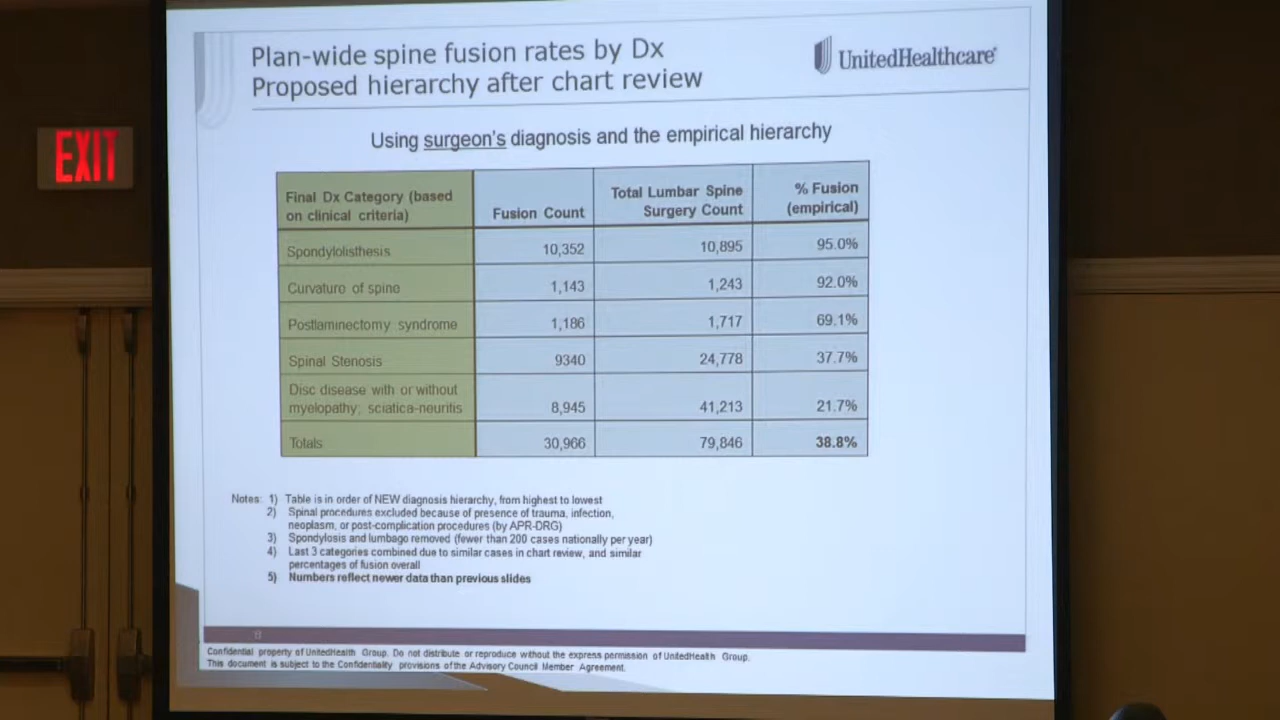 Plan-wide spine fusion rates by Dx
Proposed hierarchy after chart review
UnitedHealthcare®
EXIT
Using surgeon's diagnosis and the empirical hierarchy
Final Dx Category (based on clinical criteria) Fusion Count Total Lumbar Spine Surgery Count % Fusion (empirical)
Spondylolisthesis 10,352 10,895 95.0%
Curvature of spine 1,143 1,243 92.0%
Postlaminectomy syndrome 1,186 1,717 69.1%
Spinal Stenosis 9340 24,778 37.7%
Disc disease with or without myelopathy; sciatica-neuritis 8,945 41,213 21.7%
Totals 30,966 79,846 38.8%
Notes: 1) Table is in order of NEW diagnosis hierarchy, from highest to lowest
2) Spinal procedures excluded because of presence of trauma, infection,
neoplasm, or post-complication procedures (by APR-DRG)
3) Spondylosis and lumbago removed (fewer than 200 cases nationally per year)
4) Last 3 categories combined due to similar cases in chart review, and similar
percentages of fusion overall
5) Numbers reflect newer data than previous slides
Confidential property of UnitedHealth Group. Do not distribute or reproduce without the express permission of UnitedHealth Group.
This document is subject to the Confidentiality provisions of the Advisory Council Member Agreement.